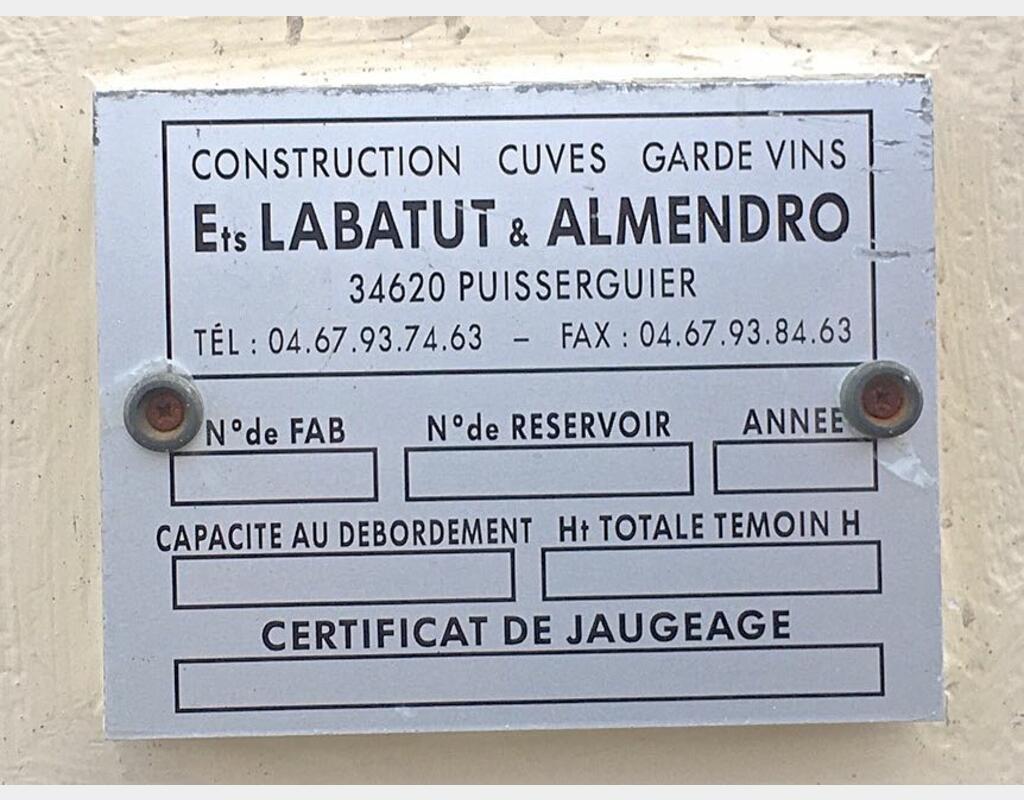 CONSTRUCTION CUVES GARDE VINS
Ets LABATUT & ALMENDRO
34620 PUISSERGUIER
TÉL : 04.67.93.74.63 – FAX : 04.67.93.84.63
N° de FAB N° de RESERVOIR ANNEE
CAPACITE AU DEBORDEMENT Ht TOTALE TEMOIN H
CERTIFICAT DE JAUGEAGE